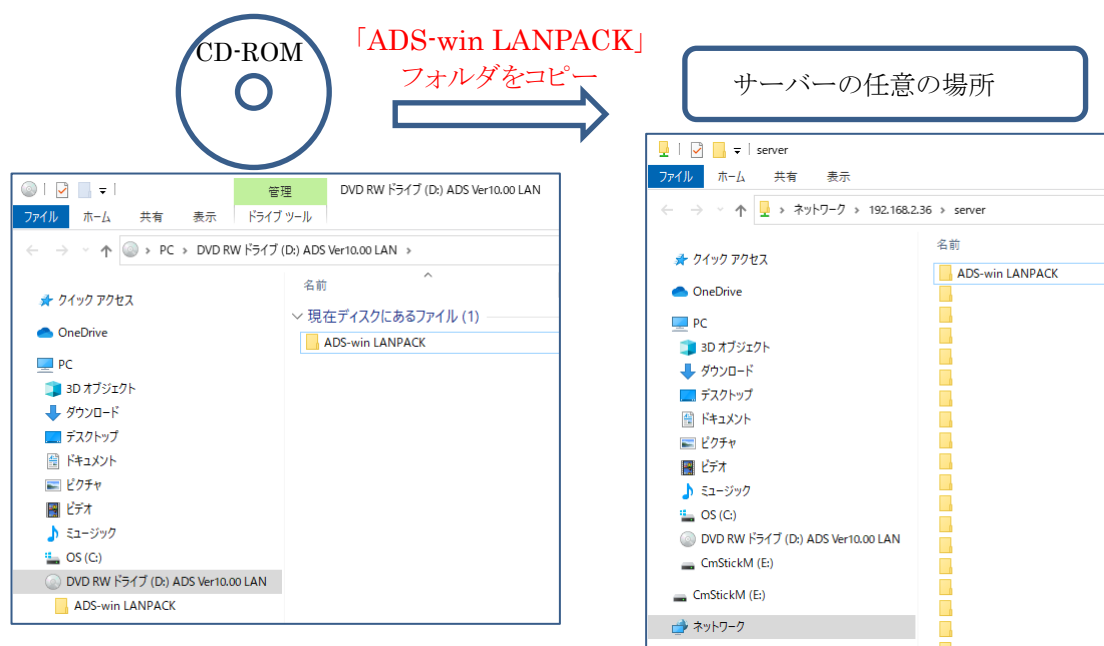 CD-ROM
「ADS-win LANPACK」
フォルダをコピー
サーバーの任意の場所
管理
DVD RW ドライブ (D:) ADS Ver10.00 LAN
ファイル
ホーム
共有
表示
ドライブ ツール
PC › DVD RW ドライブ (D:) ADS Ver10.00 LAN ›
名前
クイック アクセス
現在ディスクにあるファイル (1)
OneDrive
ADS-win LANPACK
PC
3D オブジェクト
ダウンロード
デスクトップ
ドキュメント
ピクチャ
ビデオ
ミュージック
OS (C:)
DVD RW ドライブ (D:) ADS Ver10.00 LAN
ADS-win LANPACK
server
ファイル
ホーム
共有
表示
› ネットワーク › 192.168.2.36 › server
名前
クイック アクセス
ADS-win LANPACK
OneDrive
PC
3D オブジェクト
ダウンロード
デスクトップ
ドキュメント
ピクチャ
ビデオ
ミュージック
OS (C:)
DVD RW ドライブ (D:) ADS Ver10.00 LAN
CmStickM (E:)
CmStickM (E:)
ネットワーク